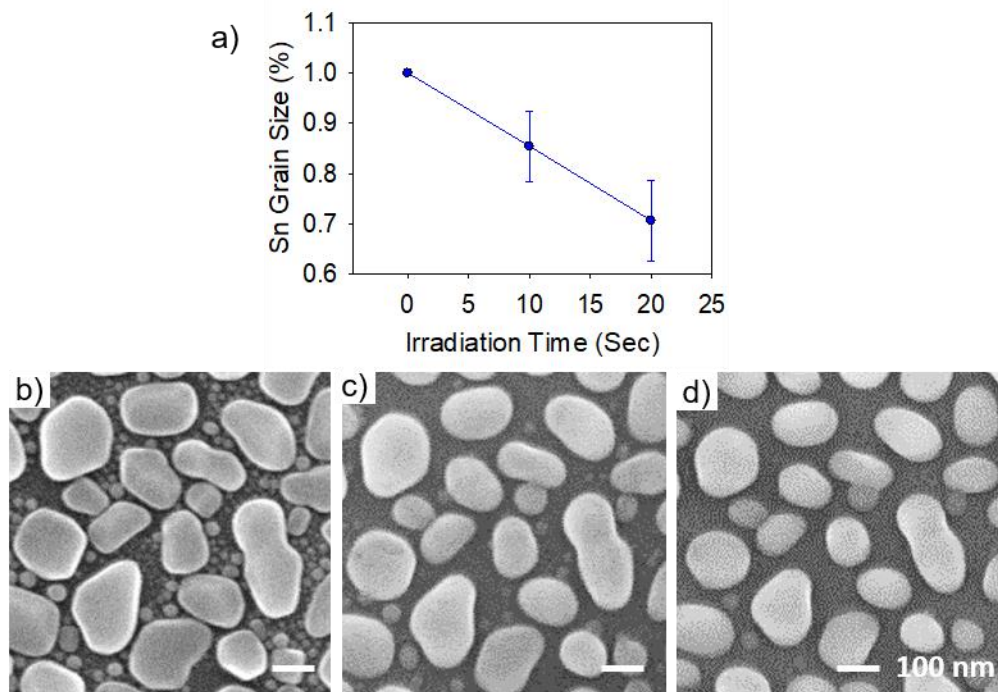 a)
1.1
1.0
0.9
0.8
0.7
0.6
Sn Grain Size (%)
0 5 10 15 20 25
Irradiation Time (Sec)
b)
c)
d)
100 nm